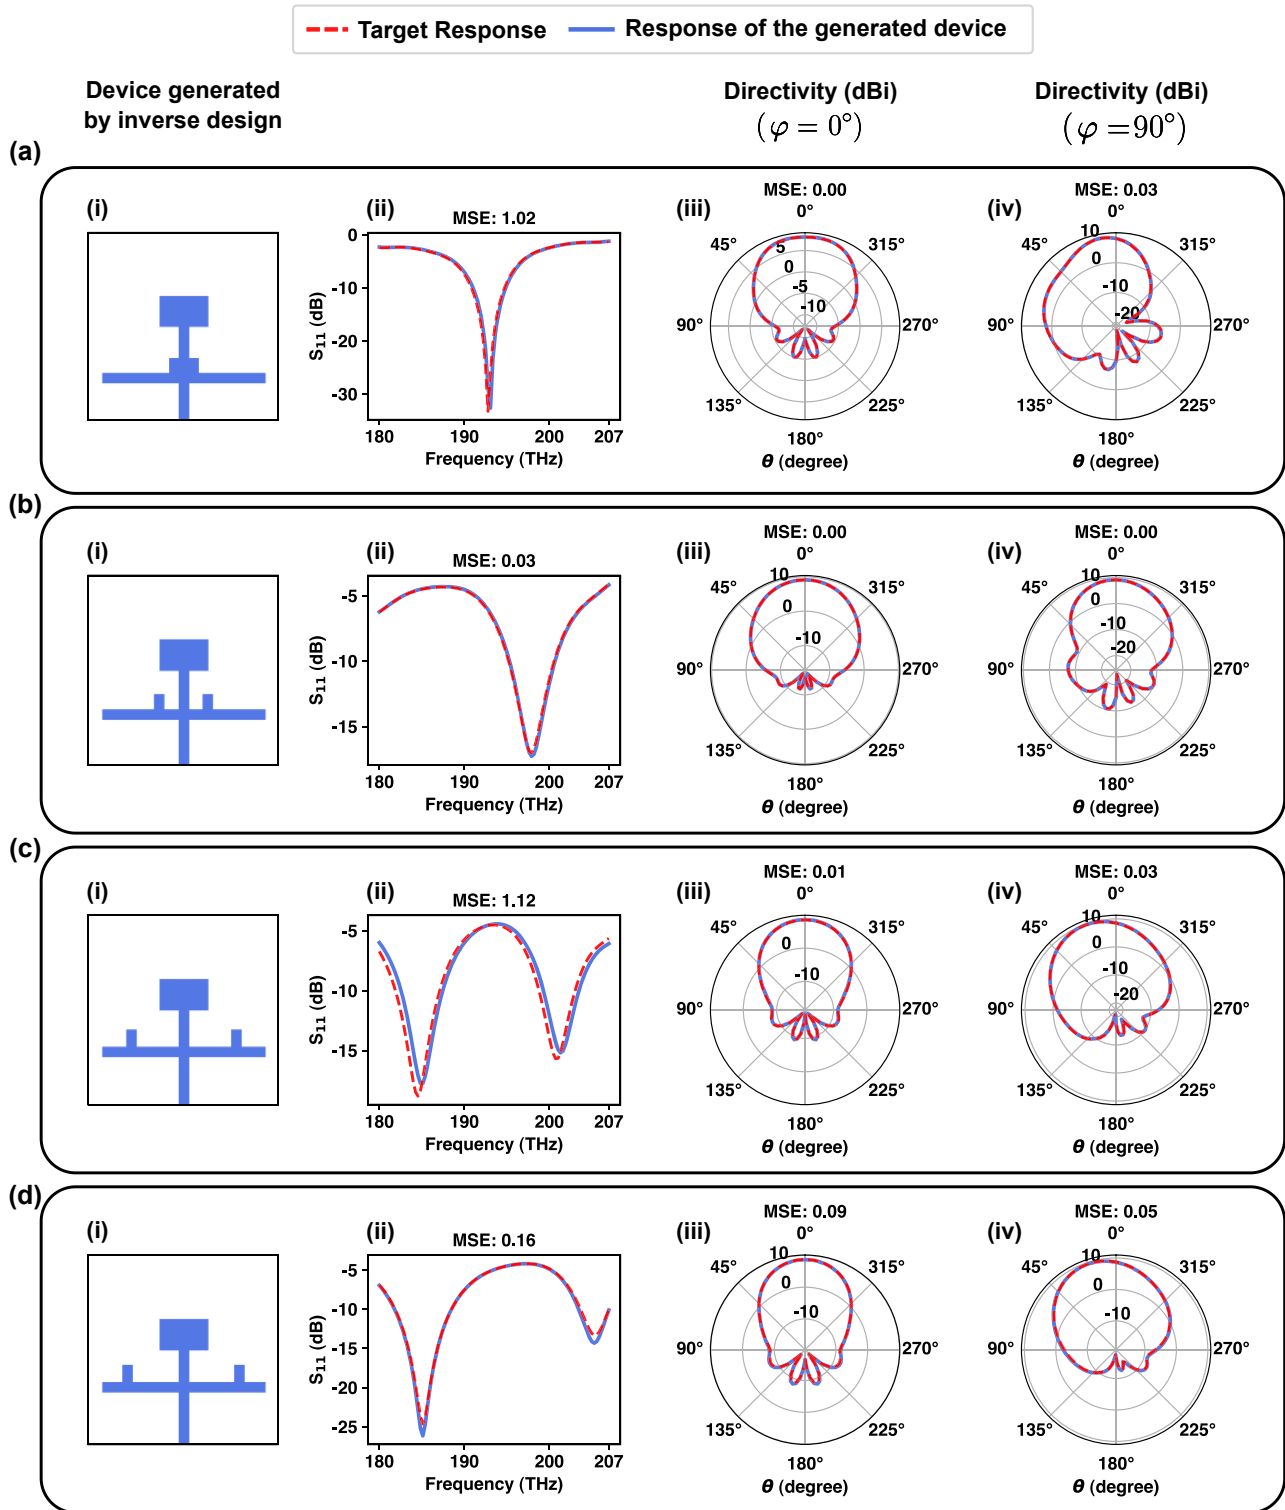 Target Response
Response of the generated device
Device generated
by inverse design
Directivity (dBi)
(φ = 0°)
Directivity (dBi)
(φ = 90°)
(a)
(i)
(ii)
MSE: 1.02
0
-10
-20
-30
S₁₁ (dB)
180
190
200
207
Frequency (THz)
(iii)
MSE: 0.00
0°
45°
315°
5
0
-5
-10
90°
270°
135°
225°
180°
θ (degree)
(iv)
MSE: 0.03
0°
45°
315°
10
0
-10
-20
90°
270°
135°
225°
180°
θ (degree)
(b)
(i)
(ii)
MSE: 0.03
-5
-10
-15
S₁₁ (dB)
180
190
200
207
Frequency (THz)
(iii)
MSE: 0.00
0°
45°
315°
10
0
-10
90°
270°
135°
225°
180°
θ (degree)
(iv)
MSE: 0.00
0°
45°
315°
10
0
-10
-20
90°
270°
135°
225°
180°
θ (degree)
(c)
(i)
(ii)
MSE: 1.12
-5
-10
-15
S₁₁ (dB)
180
190
200
207
Frequency (THz)
(iii)
MSE: 0.01
0°
45°
315°
0
-10
90°
270°
135°
225°
180°
θ (degree)
(iv)
MSE: 0.03
0°
45°
315°
10
0
-10
-20
90°
270°
135°
225°
180°
θ (degree)
(d)
(i)
(ii)
MSE: 0.16
-5
-10
-15
-20
-25
S₁₁ (dB)
180
190
200
207
Frequency (THz)
(iii)
MSE: 0.09
0°
45°
315°
10
0
-10
90°
270°
135°
225°
180°
θ (degree)
(iv)
MSE: 0.05
0°
45°
315°
10
0
-10
90°
270°
135°
225°
180°
θ (degree)